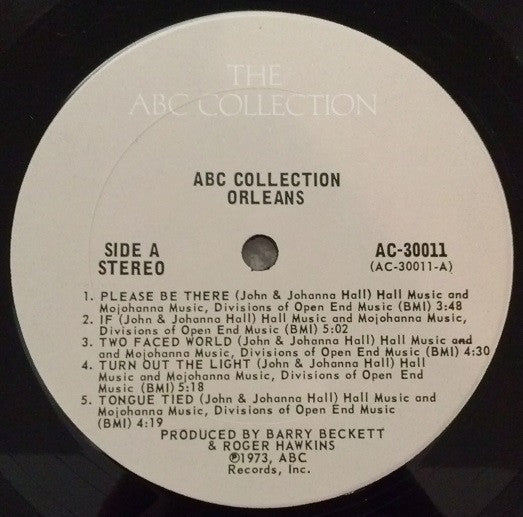 THE
ABC COLLECTION
ABC COLLECTION
ORLEANS
SIDE A
STEREO
AC-30011
(AC-30011-A)
1. PLEASE BE THERE (John & Johanna Hall) Hall Music and
Mojohanna Music, Divisions of Open End Music (BMI) 3:48
2. IF (John & Johanna Hall) Hall Music and Mojohanna Music,
Divisions of Open End Music (BMI) 5:02
3. TWO FACED WORLD (John & Johanna Hall) Hall Music and
and Mojohanna Music, Divisions of Open End Music (BMI) 4:30
4. TURN OUT THE LIGHT (John & Johanna Hall) Hall
Music and Mojohanna Music, Divisions of Open End
Music (BMI) 5:18
5. TONGUE TIED (John & Johanna Hall) Hall Music and
Mojohanna Music, Divisions of Open End Music
(BMI) 4:19
PRODUCED BY BARRY BECKETT
& ROGER HAWKINS
℗1973, ABC
Records, Inc.